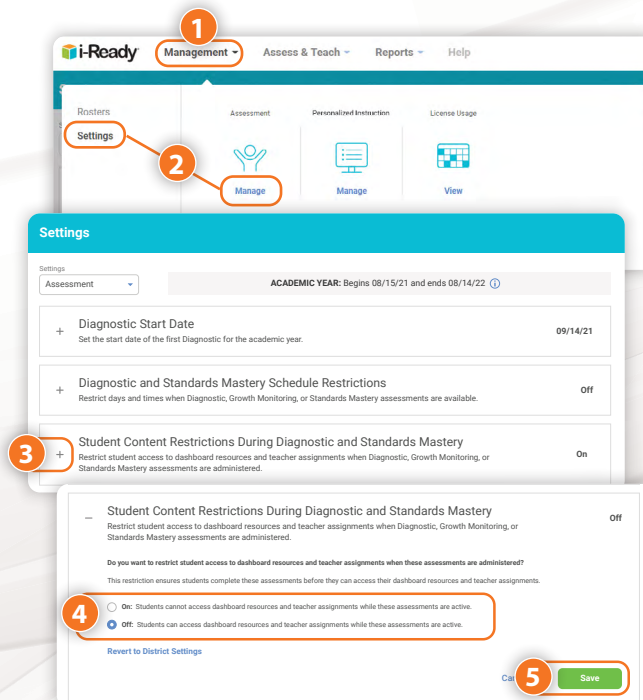 1
i-Ready Management Assess & Teach Reports Help
Rosters
Settings
2
Assessment Personalized Instruction License Usage
Manage Manage View
Settings
Settings
Assessment
ACADEMIC YEAR: Begins 08/15/21 and ends 08/14/22
+ Diagnostic Start Date 09/14/21
Set the start date of the first Diagnostic for the academic year.
+ Diagnostic and Standards Mastery Schedule Restrictions Off
Restrict days and times when Diagnostic, Growth Monitoring, or Standards Mastery assessments are available.
3
+ Student Content Restrictions During Diagnostic and Standards Mastery On
Restrict student access to dashboard resources and teacher assignments when Diagnostic, Growth Monitoring, or
Standards Mastery assessments are administered.
– Student Content Restrictions During Diagnostic and Standards Mastery Off
Restrict student access to dashboard resources and teacher assignments when Diagnostic, Growth Monitoring, or
Standards Mastery assessments are administered.
Do you want to restrict student access to dashboard resources and teacher assignments when these assessments are administered?
This restriction ensures students complete these assessments before they can access their dashboard resources and teacher assignments.
4
On: Students cannot access dashboard resources and teacher assignments while these assessments are active.
Off: Students can access dashboard resources and teacher assignments while these assessments are active.
Revert to District Settings
5 Save